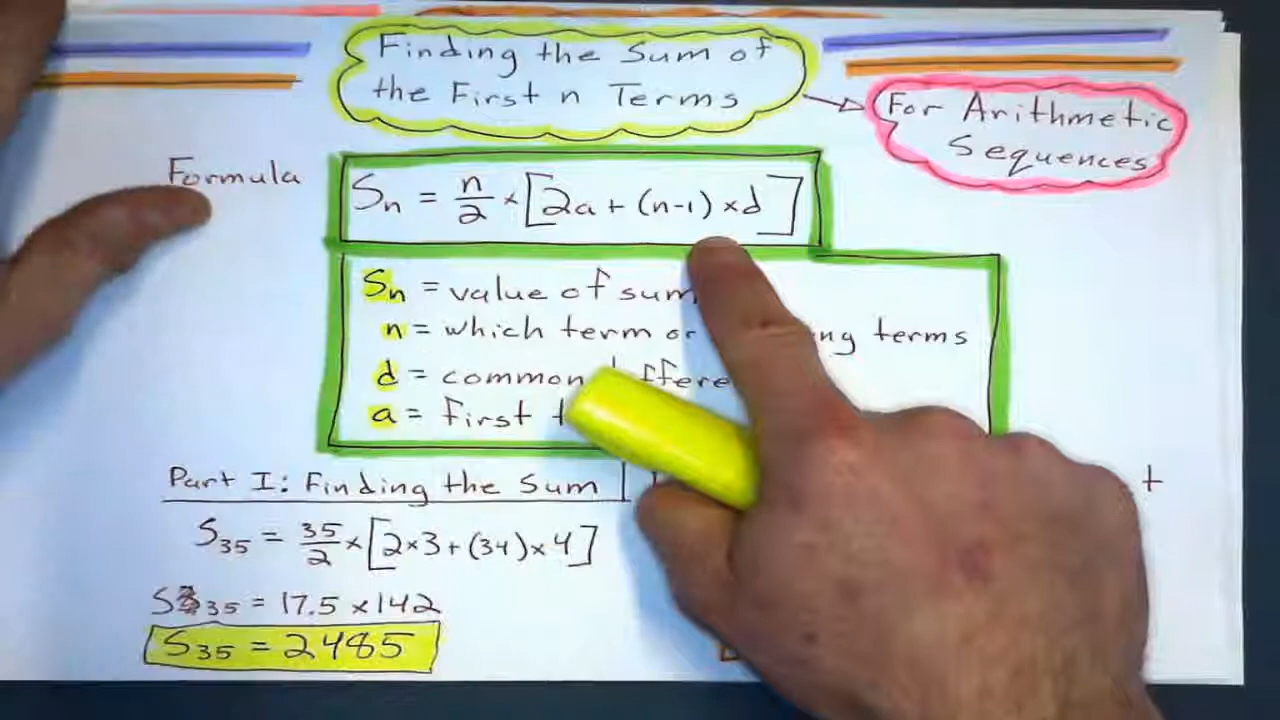 Finding the Sum of
the First n Terms
For Arithmetic
Sequences
Formula
Sn = n/2 × [2a + (n-1) × d]
Sn = value of sum
n = which term or terms
d = common
a = first
Part I: Finding the Sum
S35 = 35/2 × [2×3 + (34) × 4]
S35 = 17.5 × 142
S35 = 2485